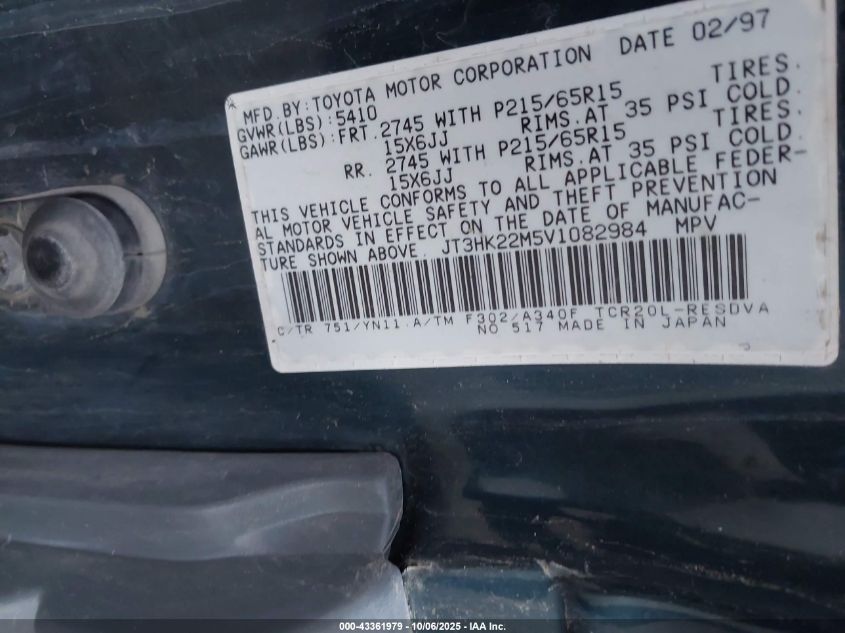 MFD.BY:TOYOTA MOTOR CORPORATION DATE 02/97
GVWR(LBS):5410
GAWR(LBS):FRT. 2745 WITH P215/65R15 TIRES.
15X6JJ RIMS.AT 35 PSI COLD.
RR. 2745 WITH P215/65R15 TIRES.
15X6JJ RIMS.AT 35 PSI COLD.
THIS VEHICLE CONFORMS TO ALL APPLICABLE FEDER-
AL MOTOR VEHICLE SAFETY AND THEFT PREVENTION
STANDARDS IN EFFECT ON THE DATE OF MANUFAC-
TURE SHOWN ABOVE. JT3HK22M5V1082984 MPV
C/TR 751/YN11.A/TM F302/A340F TCR20L-RESDVA
NO 517 MADE IN JAPAN
000-43361979 - 10/06/2025 - IAA Inc.